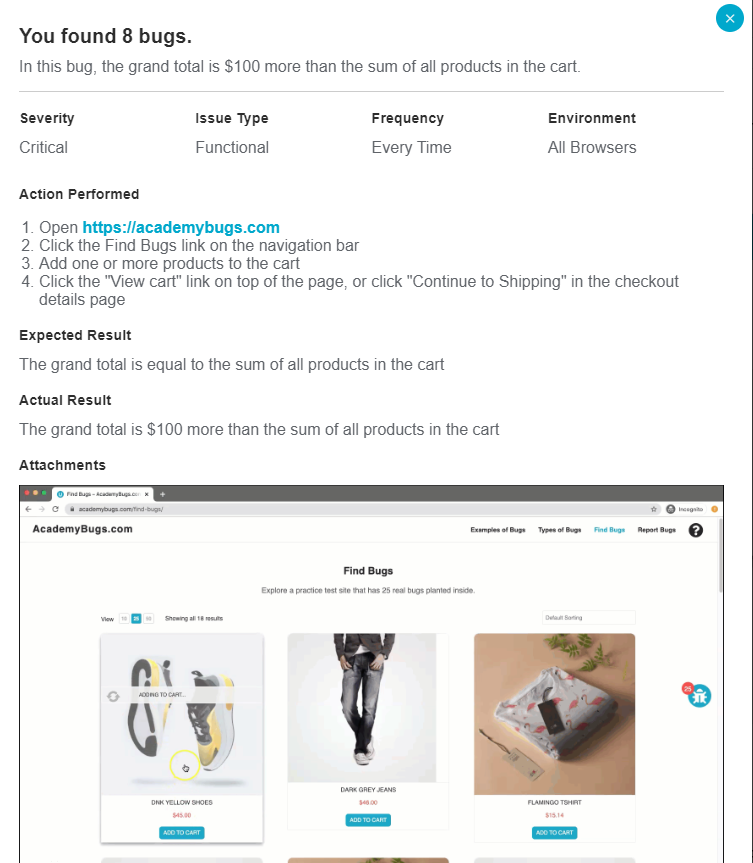 You found 8 bugs.
In this bug, the grand total is $100 more than the sum of all products in the cart.
Severity
Issue Type
Frequency
Environment
Critical
Functional
Every Time
All Browsers
Action Performed
1. Open https://academybugs.com
2. Click the Find Bugs link on the navigation bar
3. Add one or more products to the cart
4. Click the "View cart" link on top of the page, or click "Continue to Shipping" in the checkout
details page
Expected Result
The grand total is equal to the sum of all products in the cart
Actual Result
The grand total is $100 more than the sum of all products in the cart
Attachments
Find Bugs – AcademyBugs.com
academybugs.com/find-bugs/
Incognito
AcademyBugs.com
Examples of Bugs
Types of Bugs
Find Bugs
Report Bugs
?
Find Bugs
Explore a practice test site that has 25 real bugs planted inside.
View
Showing all 18 results
Default Sorting
ADDING TO CART...
25
DNK YELLOW SHOES
$45.00
ADD TO CART
DARK GREY JEANS
$48.00
ADD TO CART
FLAMINGO TSHIRT
$15.14
ADD TO CART